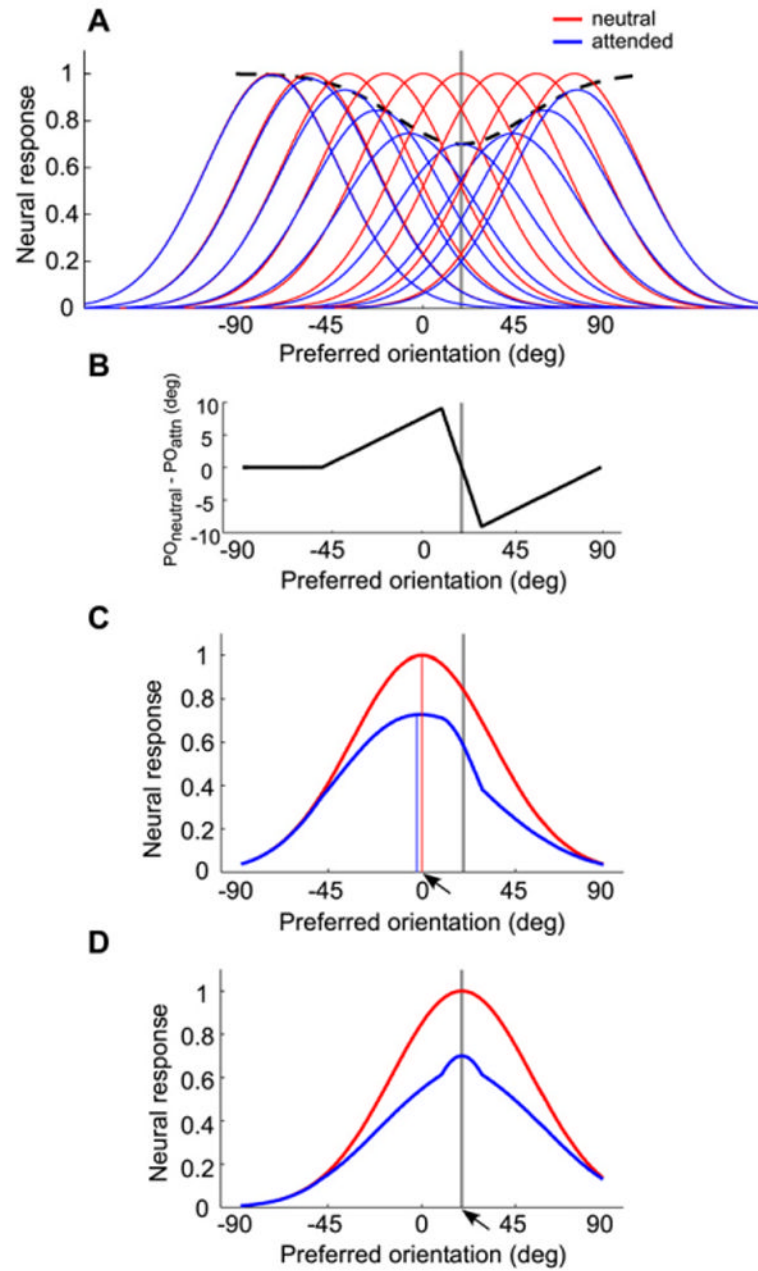 A
neutral
attended
Neural response
1
0.8
0.6
0.4
0.2
0
-90 -45 0 45 90
Preferred orientation (deg)
B
POneutral - POattn (deg)
10
5
0
-5
-10
-90 -45 0 45 90
Preferred orientation (deg)
C
Neural response
1
0.8
0.6
0.4
0.2
0
-90 -45 0 45 90
Preferred orientation (deg)
D
Neural response
1
0.8
0.6
0.4
0.2
0
-90 -45 0 45 90
Preferred orientation (deg)